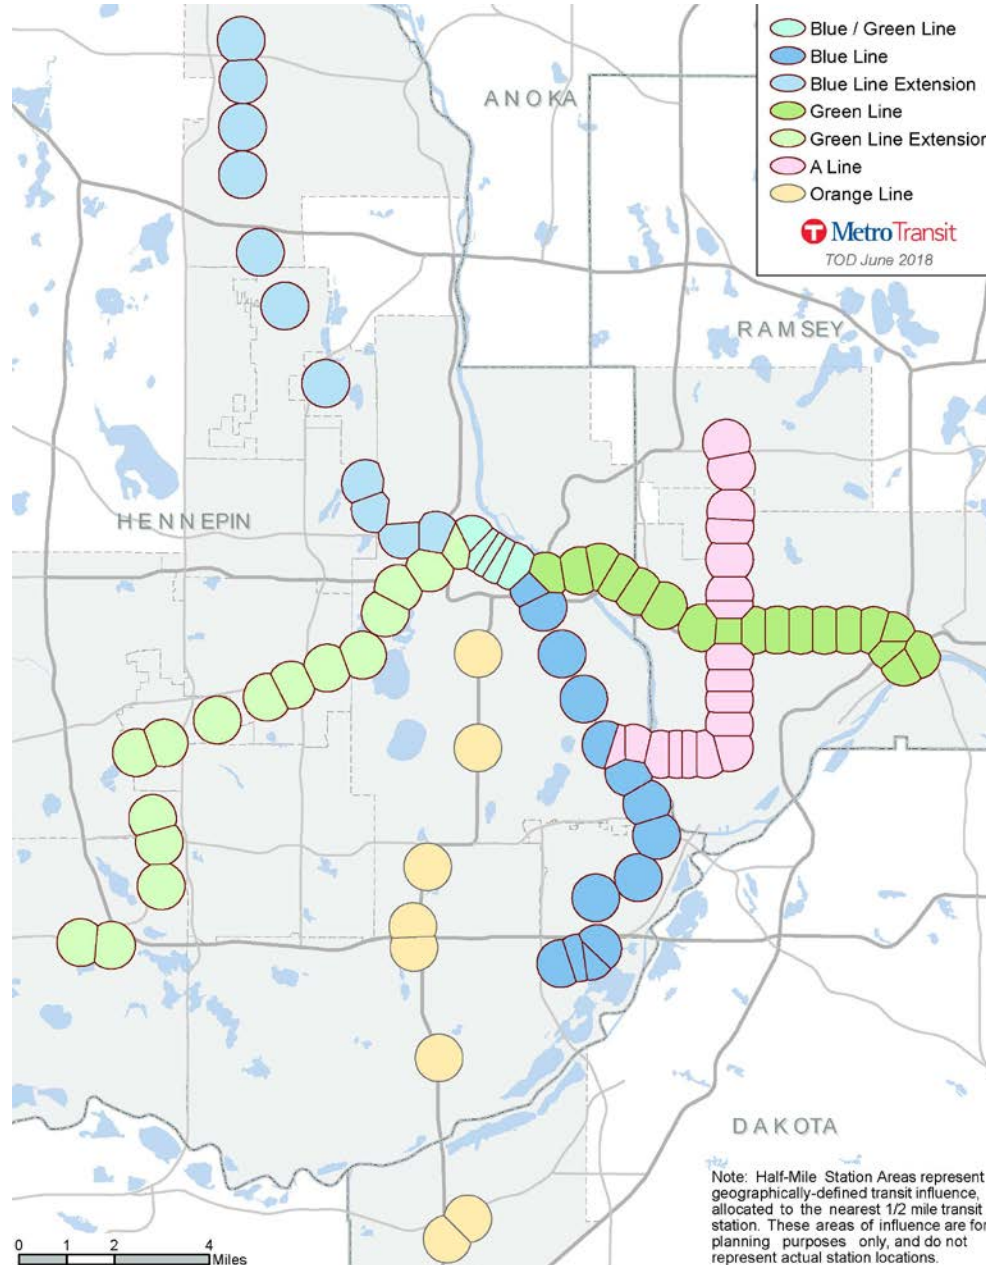 Blue / Green Line
Blue Line
Blue Line Extension
Green Line
Green Line Extension
A Line
Orange Line
T MetroTransit
TOD June 2018
ANOKA
RAMSEY
HENNEPIN
DAKOTA
Note: Half-Mile Station Areas represent
geographically-defined transit influence,
allocated to the nearest 1/2 mile transit
station. These areas of influence are for
planning purposes only, and do not
represent actual station locations.
0 1 2 4
Miles